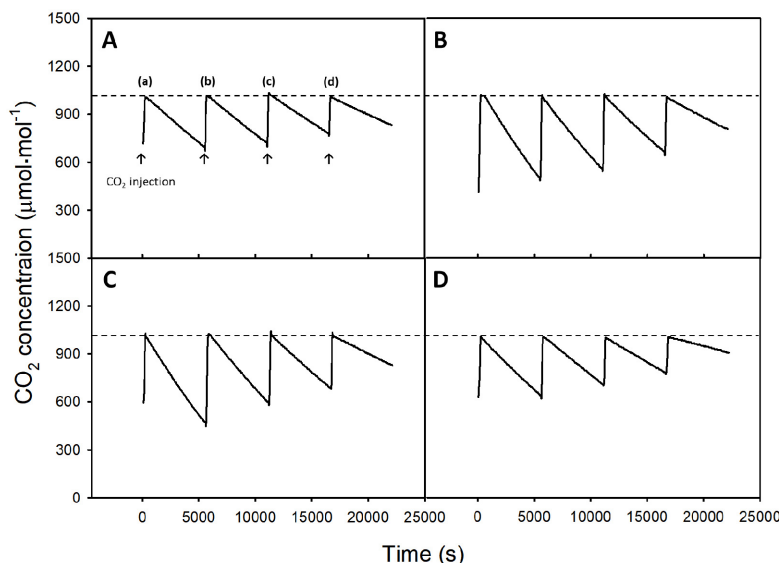 1500
A
B
(a) (b) (c) (d)
1200
900
600
CO₂ injection
300
1500
C
D
1200
900
600
300
0
CO₂ concentraion (μmol·mol⁻¹)
0 5000 10000 15000 20000 25000
0 5000 10000 15000 20000 25000
Time (s)